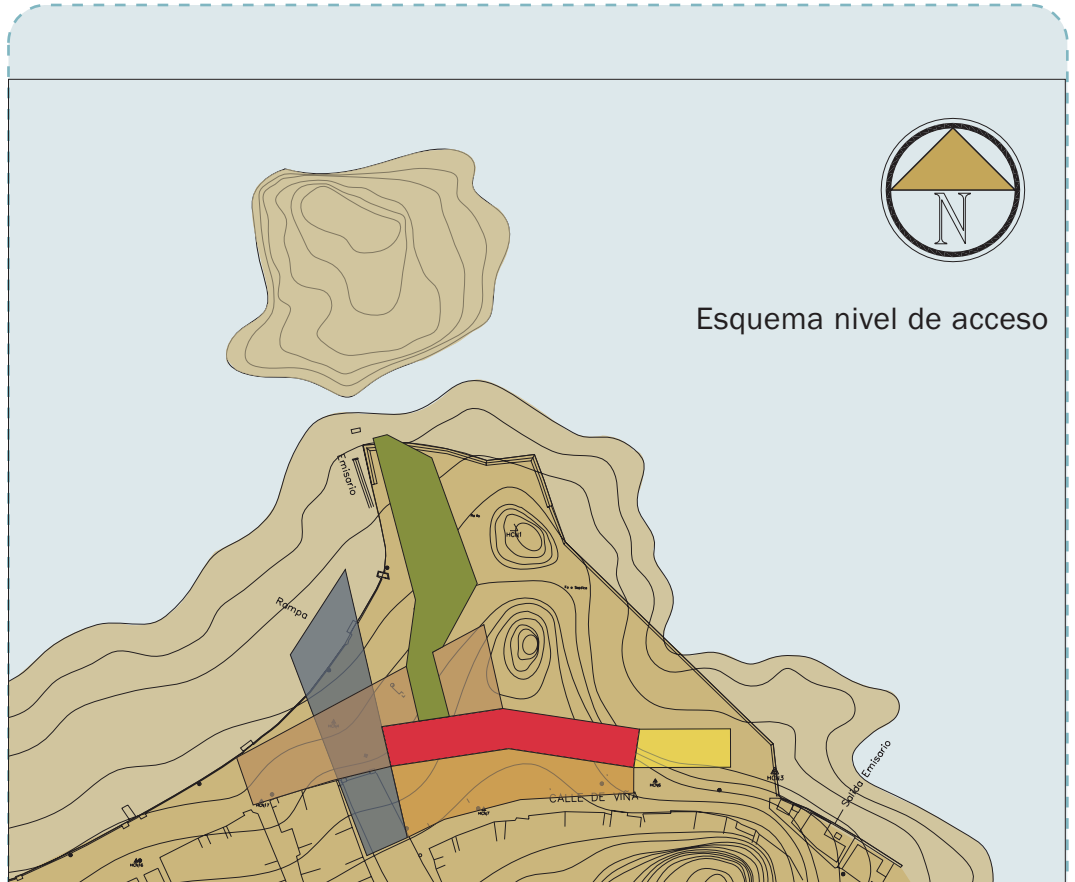 N
Esquema nivel de acceso
Emisario
Rampa
CALLE DE VIÑA
Salida Emisario